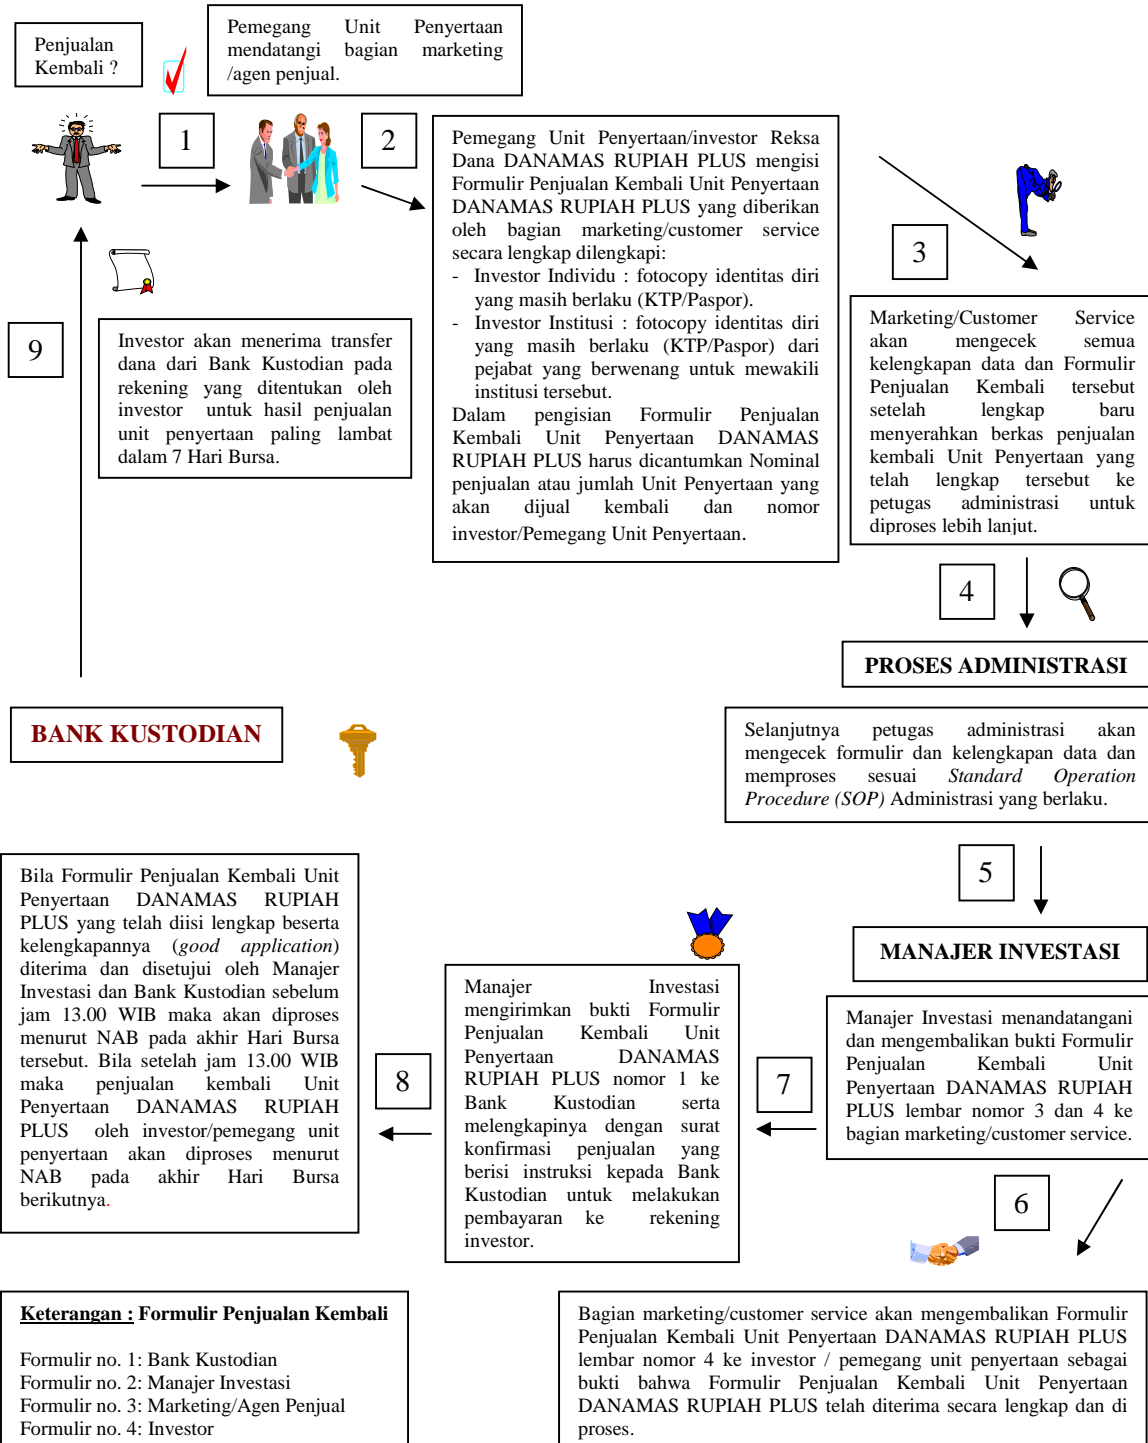 Penjualan
Kembali ?
Pemegang Unit Penyertaan
mendatangi bagian marketing
/agen penjual.
1
2
Pemegang Unit Penyertaan/investor Reksa
Dana DANAMAS RUPIAH PLUS mengisi
Formulir Penjualan Kembali Unit Penyertaan
DANAMAS RUPIAH PLUS yang diberikan
oleh bagian marketing/customer service
secara lengkap dilengkapi:
- Investor Individu : fotocopy identitas diri
yang masih berlaku (KTP/Paspor).
- Investor Institusi : fotocopy identitas diri
yang masih berlaku (KTP/Paspor) dari
pejabat yang berwenang untuk mewakili
institusi tersebut.
Dalam pengisian Formulir Penjualan
Kembali Unit Penyertaan DANAMAS
RUPIAH PLUS harus dicantumkan Nominal
penjualan atau jumlah Unit Penyertaan yang
akan dijual kembali dan nomor
investor/Pemegang Unit Penyertaan.
3
Marketing/Customer Service
akan mengecek semua
kelengkapan data dan Formulir
Penjualan Kembali tersebut
setelah lengkap baru
menyerahkan berkas penjualan
kembali Unit Penyertaan yang
telah lengkap tersebut ke
petugas administrasi untuk
diproses lebih lanjut.
9
Investor akan menerima transfer
dana dari Bank Kustodian pada
rekening yang ditentukan oleh
investor untuk hasil penjualan
unit penyertaan paling lambat
dalam 7 Hari Bursa.
4
PROSES ADMINISTRASI
BANK KUSTODIAN
Selanjutnya petugas administrasi akan
mengecek formulir dan kelengkapan data dan
memproses sesuai Standard Operation
Procedure (SOP) Administrasi yang berlaku.
5
MANAJER INVESTASI
Bila Formulir Penjualan Kembali Unit
Penyertaan DANAMAS RUPIAH
PLUS yang telah diisi lengkap beserta
kelengkapannya (good application)
diterima dan disetujui oleh Manajer
Investasi dan Bank Kustodian sebelum
jam 13.00 WIB maka akan diproses
menurut NAB pada akhir Hari Bursa
tersebut. Bila setelah jam 13.00 WIB
maka penjualan kembali Unit
Penyertaan DANAMAS RUPIAH
PLUS oleh investor/pemegang unit
penyertaan akan diproses menurut
NAB pada akhir Hari Bursa
berikutnya.
8
Manajer Investasi
mengirimkan bukti Formulir
Penjualan Kembali Unit
Penyertaan DANAMAS
RUPIAH PLUS nomor 1 ke
Bank Kustodian serta
melengkapinya dengan surat
konfirmasi penjualan yang
berisi instruksi kepada Bank
Kustodian untuk melakukan
pembayaran ke rekening
investor.
7
Manajer Investasi menandatangani
dan mengembalikan bukti Formulir
Penjualan Kembali Unit
Penyertaan DANAMAS RUPIAH
PLUS lembar nomor 3 dan 4 ke
bagian marketing/customer service.
6
Keterangan : Formulir Penjualan Kembali
Formulir no. 1: Bank Kustodian
Formulir no. 2: Manajer Investasi
Formulir no. 3: Marketing/Agen Penjual
Formulir no. 4: Investor
Bagian marketing/customer service akan mengembalikan Formulir
Penjualan Kembali Unit Penyertaan DANAMAS RUPIAH PLUS
lembar nomor 4 ke investor / pemegang unit penyertaan sebagai
bukti bahwa Formulir Penjualan Kembali Unit Penyertaan
DANAMAS RUPIAH PLUS telah diterima secara lengkap dan di
proses.